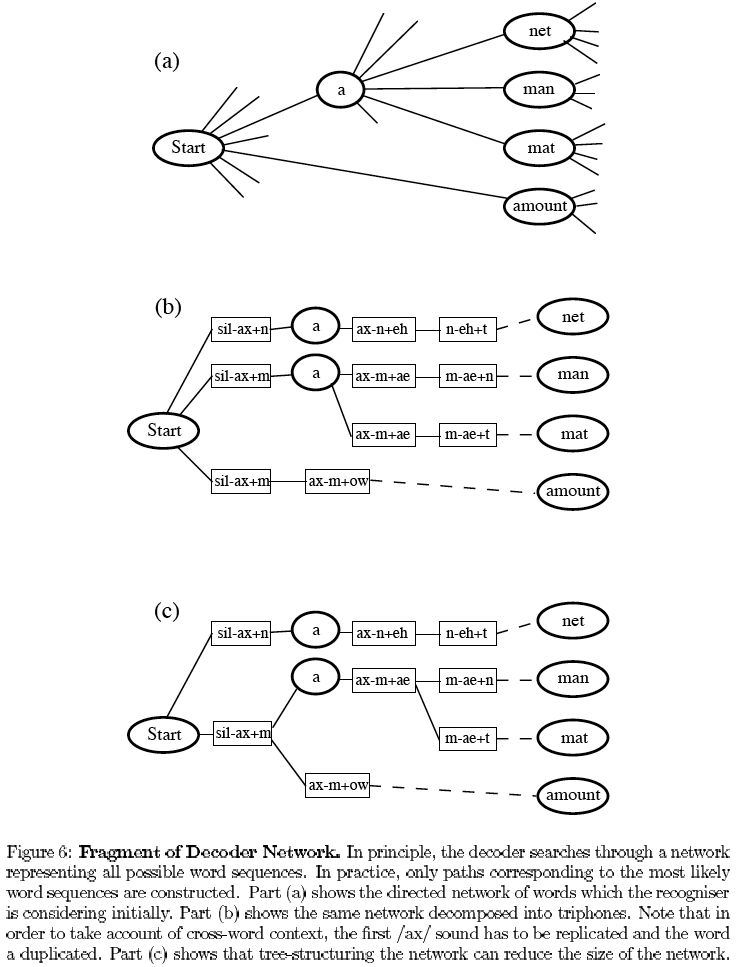 (a)
net
a
man
Start
mat
amount
(b)
sil-ax+n a ax-n+eh n-eh+t net
sil-ax+m a ax-m+ae m-ae+n man
Start
ax-m+ae m-ae+t mat
sil-ax+m ax-m+ow amount
(c)
sil-ax+n a ax-n+eh n-eh+t net
a ax-m+ae m-ae+n man
Start sil-ax+m m-ae+t mat
ax-m+ow amount
Figure 6: Fragment of Decoder Network. In principle, the decoder searches through a network
representing all possible word sequences. In practice, only paths corresponding to the most likely
word sequences are constructed. Part (a) shows the directed network of words which the recogniser
is considering initially. Part (b) shows the same network decomposed into triphones. Note that in
order to take account of cross-word context, the first /ax/ sound has to be replicated and the word
a duplicated. Part (c) shows that tree-structuring the network can reduce the size of the network.